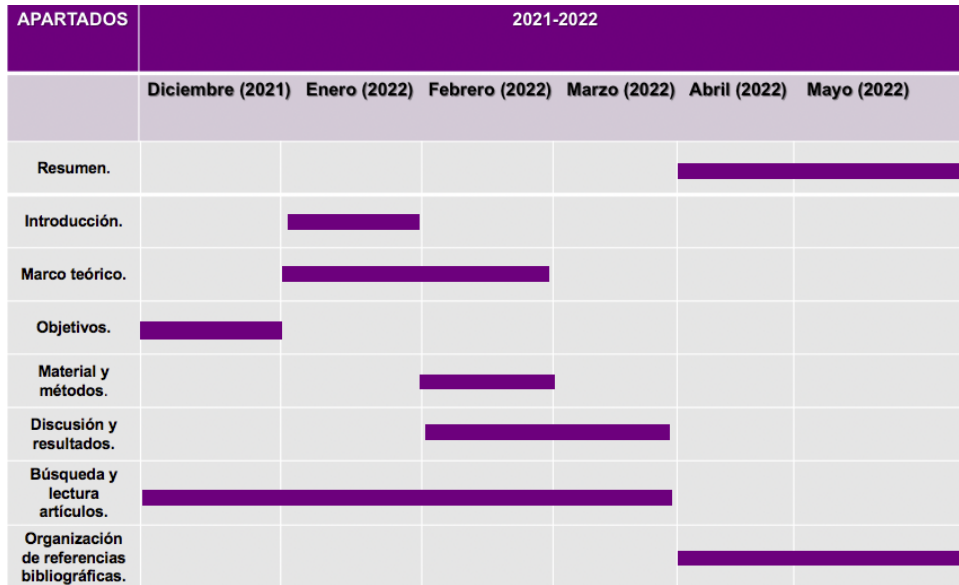 APARTADOS
2021-2022
Diciembre (2021)
Enero (2022)
Febrero (2022)
Marzo (2022)
Abril (2022)
Mayo (2022)
Resumen.
Introducción.
Marco teórico.
Objetivos.
Material y
métodos.
Discusión y
resultados.
Búsqueda y
lectura
artículos.
Organización
de referencias
bibliográficas.